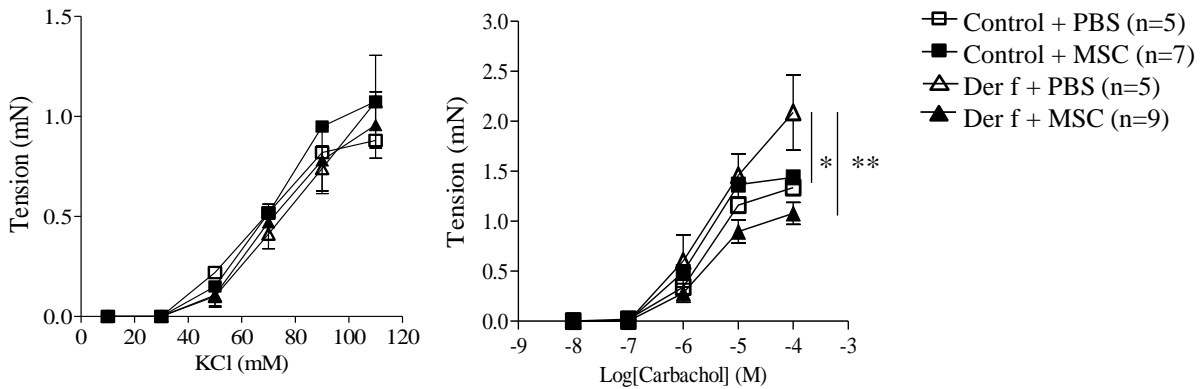 1.5
1.0
0.5
0.0
Tension (mN)
0 20 40 60 80 100 120
KCl (mM)
3.0
2.5
2.0
1.5
1.0
0.5
0.0
Tension (mN)
-9 -8 -7 -6 -5 -4 -3
Log[Carbachol] (M)
* **
Control + PBS (n=5)
Control + MSC (n=7)
Der f + PBS (n=5)
Der f + MSC (n=9)